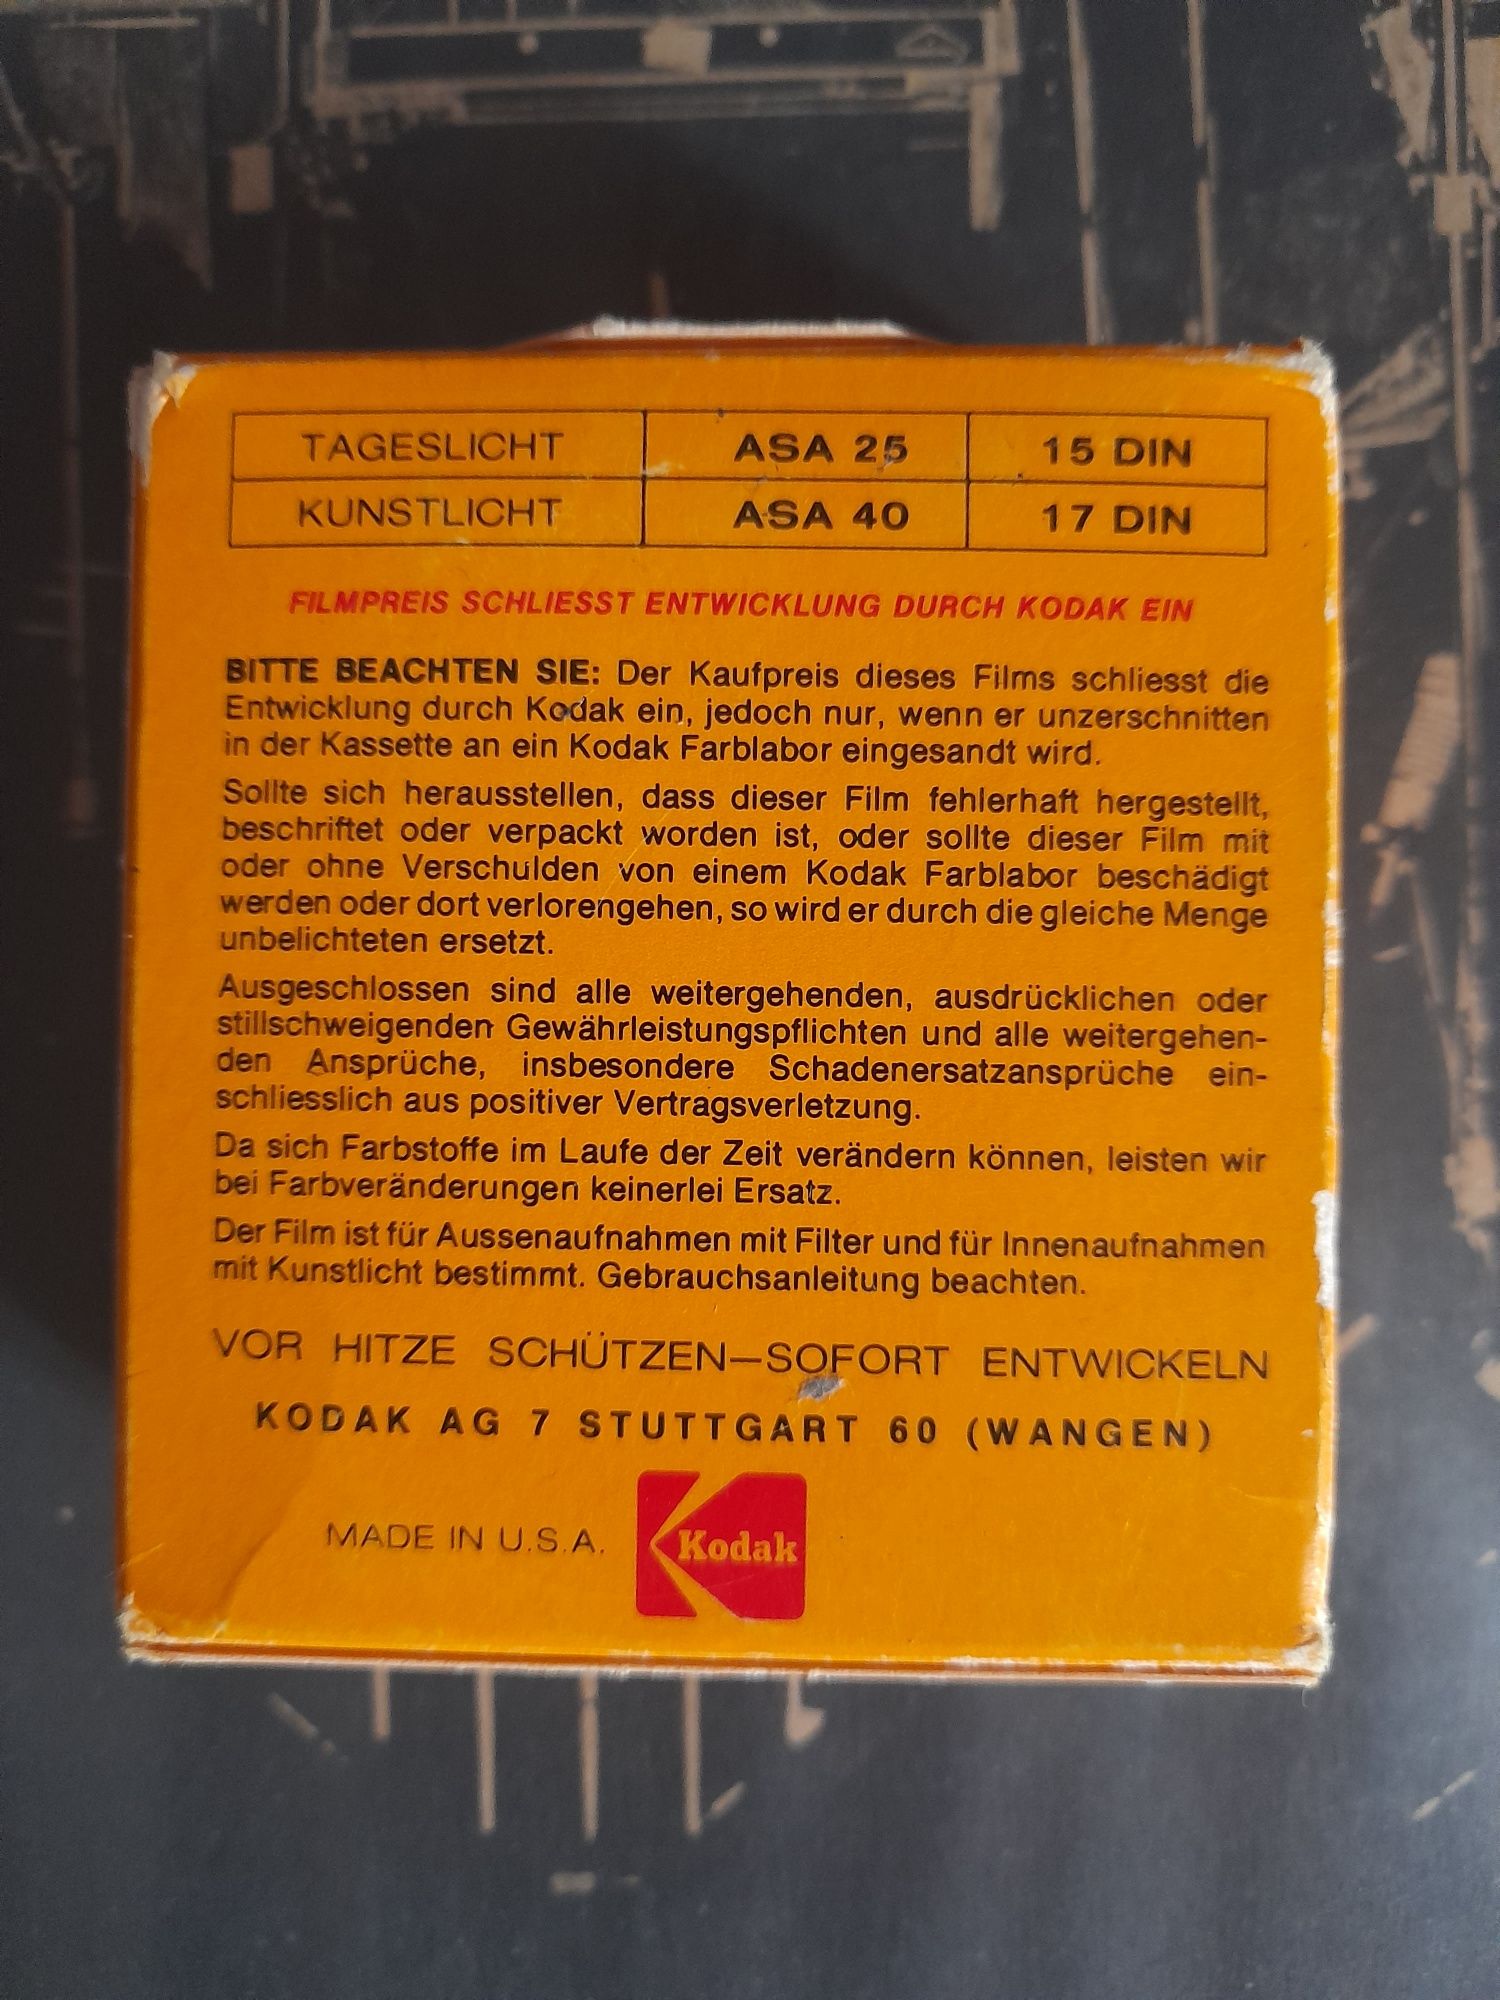 TAGESLICHT ASA 25 15 DIN
KUNSTLICHT ASA 40 17 DIN
FILMPREIS SCHLIESST ENTWICKLUNG DURCH KODAK EIN
BITTE BEACHTEN SIE: Der Kaufpreis dieses Films schliesst die
Entwicklung durch Kodak ein, jedoch nur, wenn er unzerschnitten
in der Kassette an ein Kodak Farblabor eingesandt wird.
Sollte sich herausstellen, dass dieser Film fehlerhaft hergestellt,
beschriftet oder verpackt worden ist, oder sollte dieser Film mit
oder ohne Verschulden von einem Kodak Farblabor beschädigt
werden oder dort verlorengehen, so wird er durch die gleiche Menge
unbelichteten ersetzt.
Ausgeschlossen sind alle weitergehenden, ausdrücklichen oder
stillschweigenden Gewährleistungspflichten und alle weitergehen-
den Ansprüche, insbesondere Schadenersatzansprüche ein-
schliesslich aus positiver Vertragsverletzung.
Da sich Farbstoffe im Laufe der Zeit verändern können, leisten wir
bei Farbveränderungen keinerlei Ersatz.
Der Film ist für Aussenaufnahmen mit Filter und für Innenaufnahmen
mit Kunstlicht bestimmt. Gebrauchsanleitung beachten.
VOR HITZE SCHÜTZEN—SOFORT ENTWICKELN
KODAK AG 7 STUTTGART 60 (WANGEN)
MADE IN U.S.A. Kodak